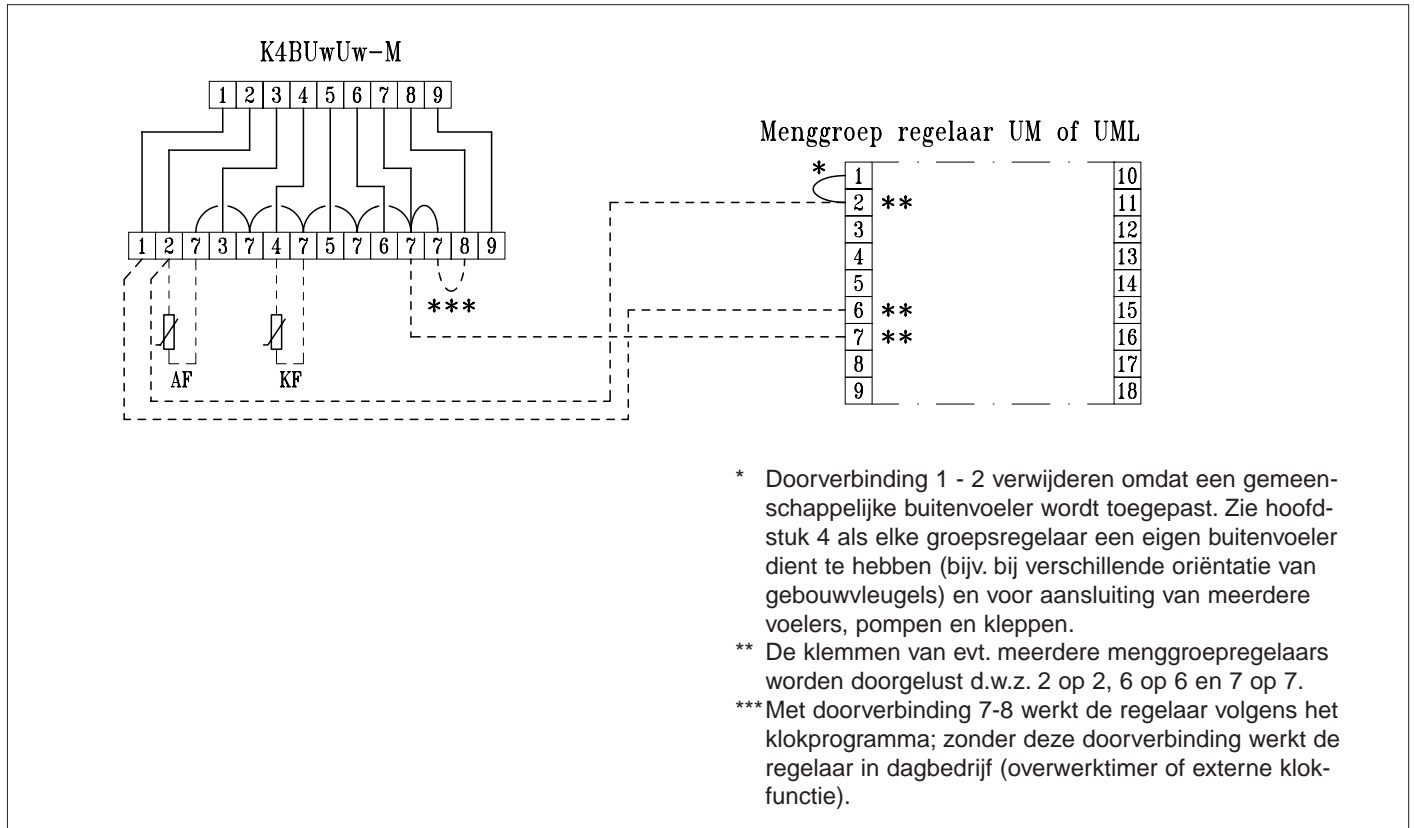 K4BUwUw-M
1 2 3 4 5 6 7 8 9
1 2 7 3 7 4 7 5 7 6 7 7 8 9
***
AF KF
Menggroep regelaar UM of UML
*
1 10
2 ** 11
3 12
4 13
5 14
6 ** 15
7 ** 16
8 17
9 18
* Doorverbinding 1 - 2 verwijderen omdat een gemeen-
schappelijke buitenvoeler wordt toegepast. Zie hoofd-
stuk 4 als elke groepsregelaar een eigen buitenvoeler
dient te hebben (bijv. bij verschillende oriëntatie van
gebouwvleugels) en voor aansluiting van meerdere
voelers, pompen en kleppen.
** De klemmen van evt. meerdere menggroepregelaars
worden doorgelust d.w.z. 2 op 2, 6 op 6 en 7 op 7.
*** Met doorverbinding 7-8 werkt de regelaar volgens het
klokprogramma; zonder deze doorverbinding werkt de
regelaar in dagbedrijf (overwerktimer of externe klok-
functie).